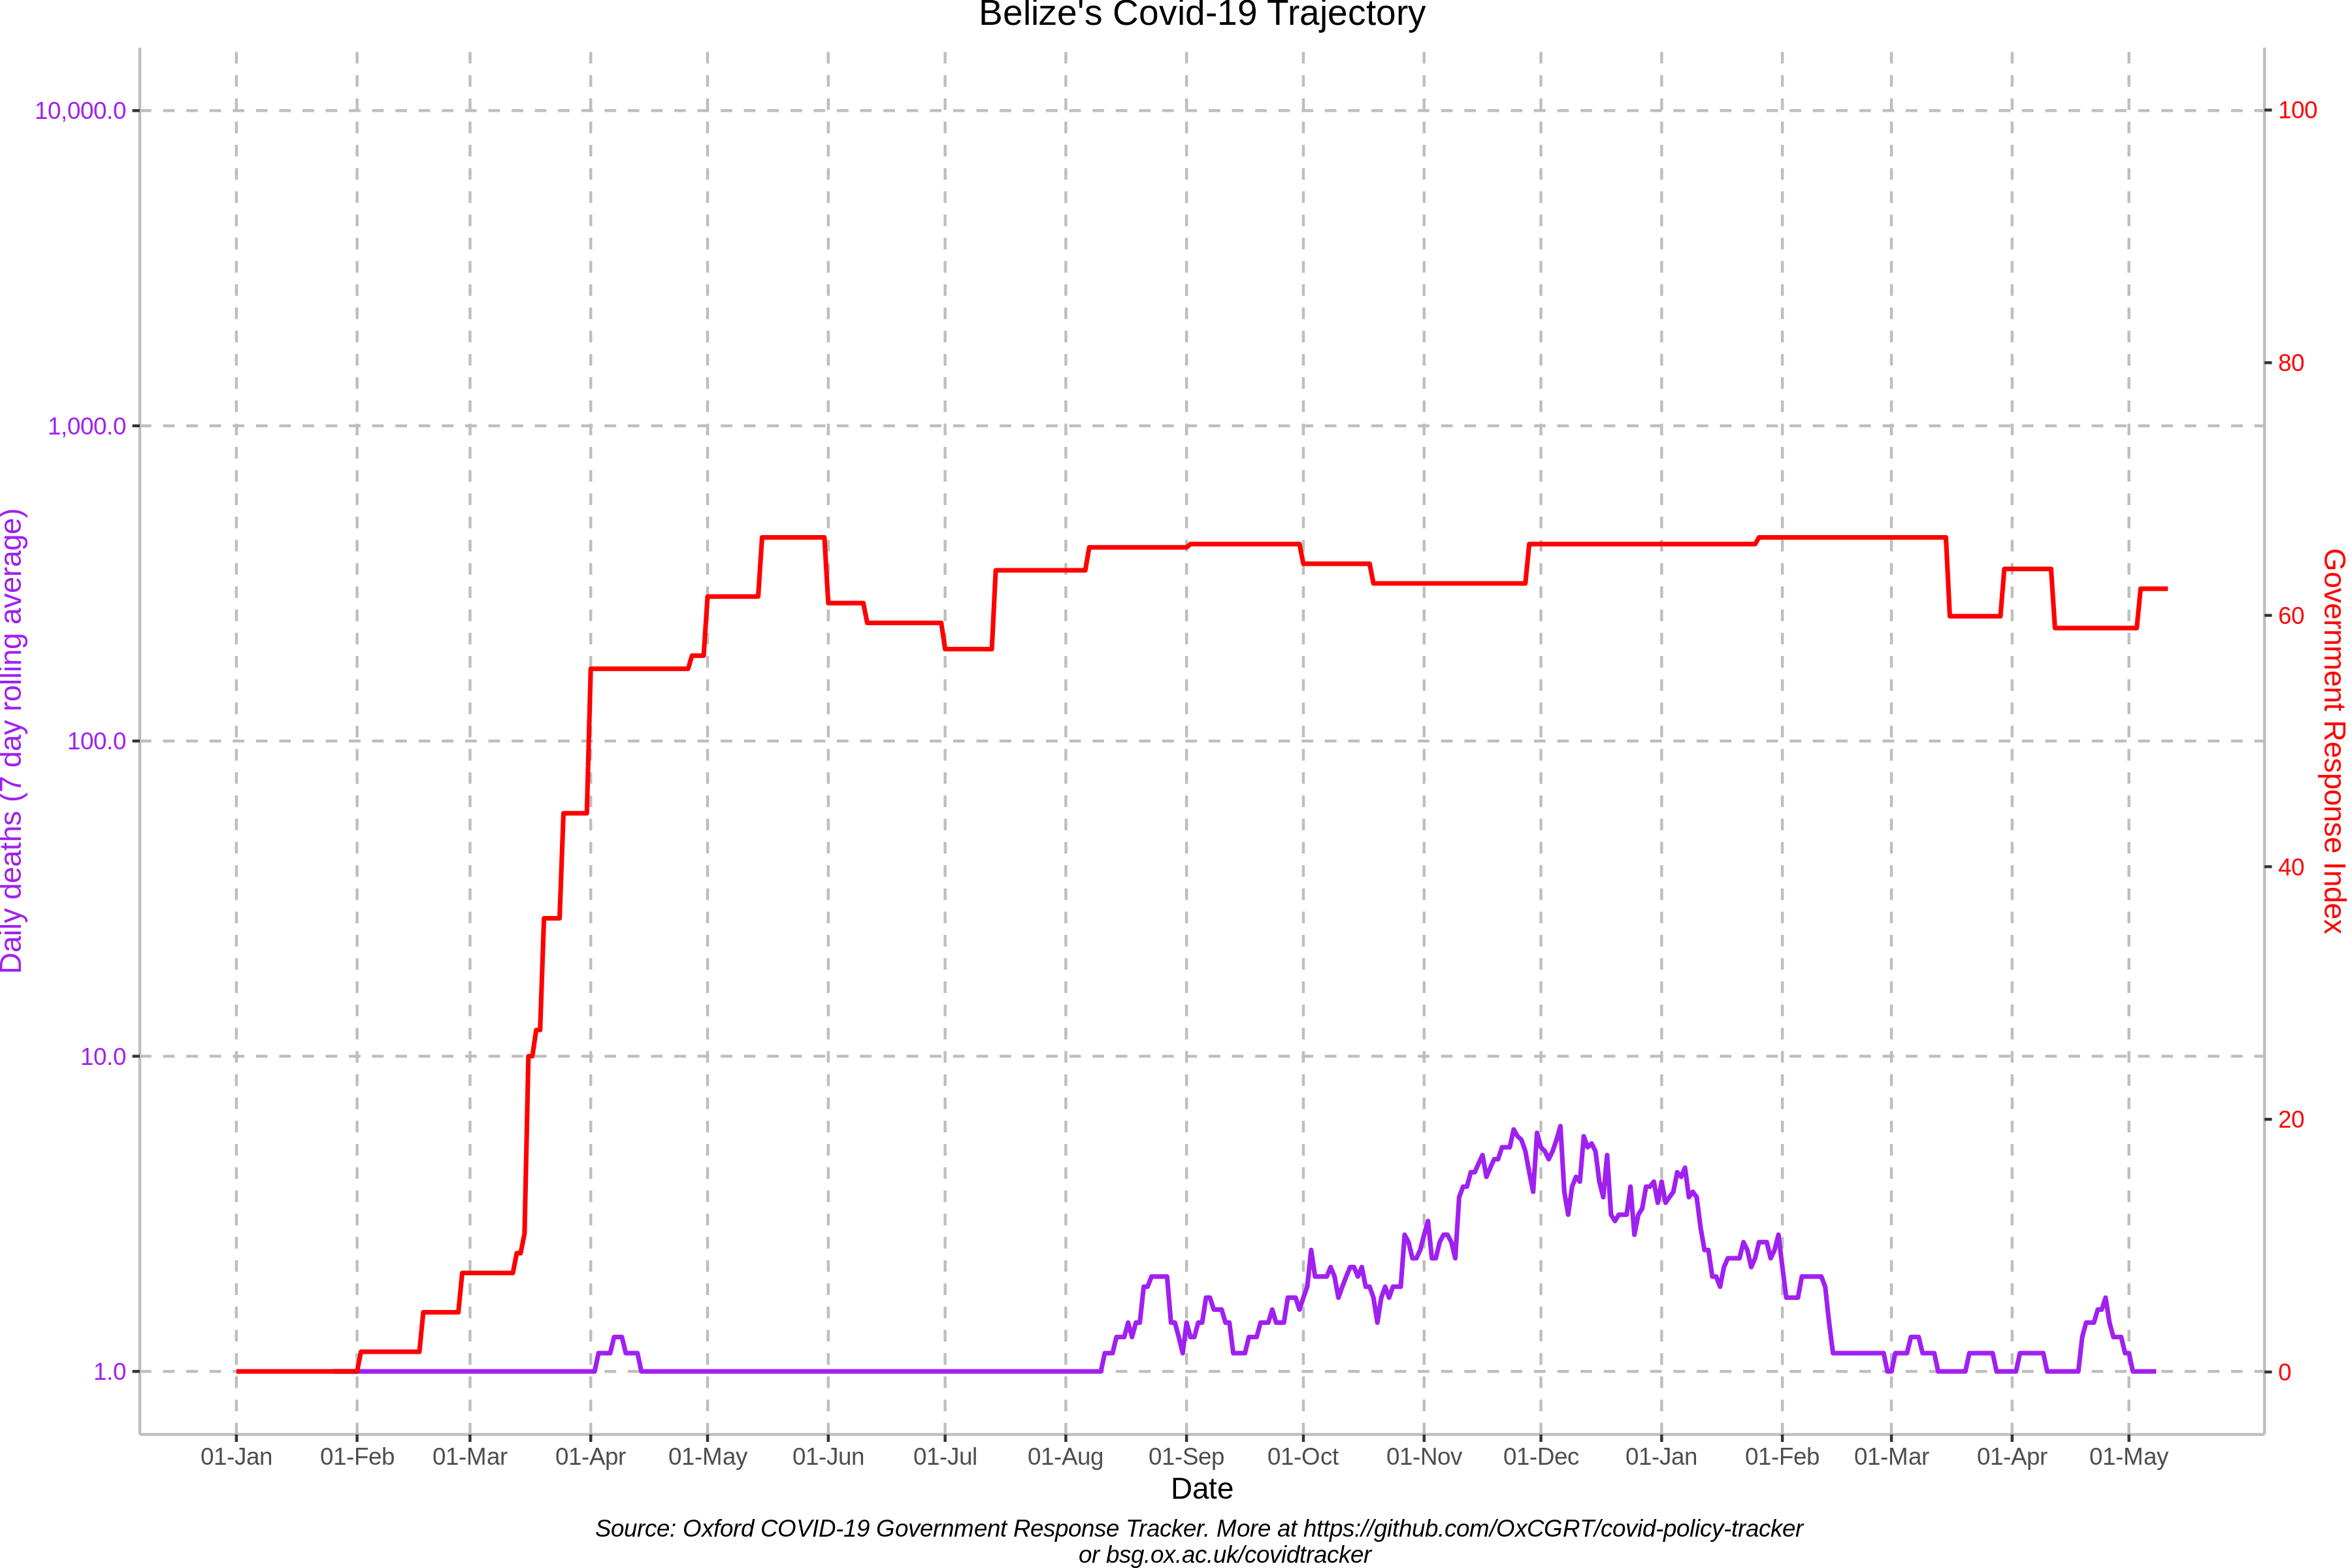 Belize's Covid-19 Trajectory
10,000.0
1,000.0
100.0
10.0
1.0
Daily deaths (7 day rolling average)
100
80
60
40
20
0
Government Response Index
01-Jan 01-Feb 01-Mar 01-Apr 01-May 01-Jun 01-Jul 01-Aug 01-Sep 01-Oct 01-Nov 01-Dec 01-Jan 01-Feb 01-Mar 01-Apr 01-May
Date
Source: Oxford COVID-19 Government Response Tracker. More at https://github.com/OxCGRT/covid-policy-tracker
or bsg.ox.ac.uk/covidtracker